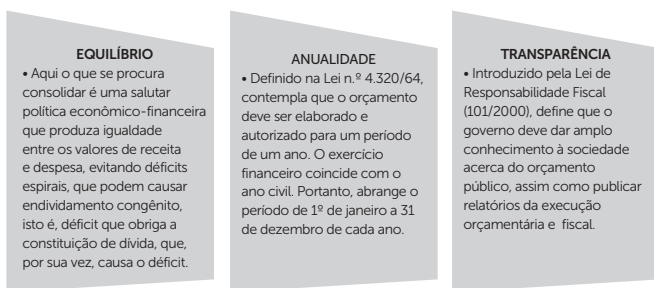 EQUILÍBRIO
• Aqui o que se procura
consolidar é uma salutar
política econômico-financeira
que produza igualdade
entre os valores de receita
e despesa, evitando déficits
espirais, que podem causar
endividamento congênito,
isto é, déficit que obriga a
constituição de dívida, que,
por sua vez, causa o déficit.
ANUALIDADE
• Definido na Lei n.º 4.320/64,
contempla que o orçamento
deve ser elaborado e
autorizado para um período
de um ano. O exercício
financeiro coincide com o
ano civil. Portanto, abrange o
período de 1º de janeiro a 31
de dezembro de cada ano.
TRANSPARÊNCIA
• Introduzido pela Lei de
Responsabilidade Fiscal
(101/2000), define que o
governo deve dar amplo
conhecimento à sociedade
acerca do orçamento
público, assim como publicar
relatórios da execução
orçamentária e fiscal.